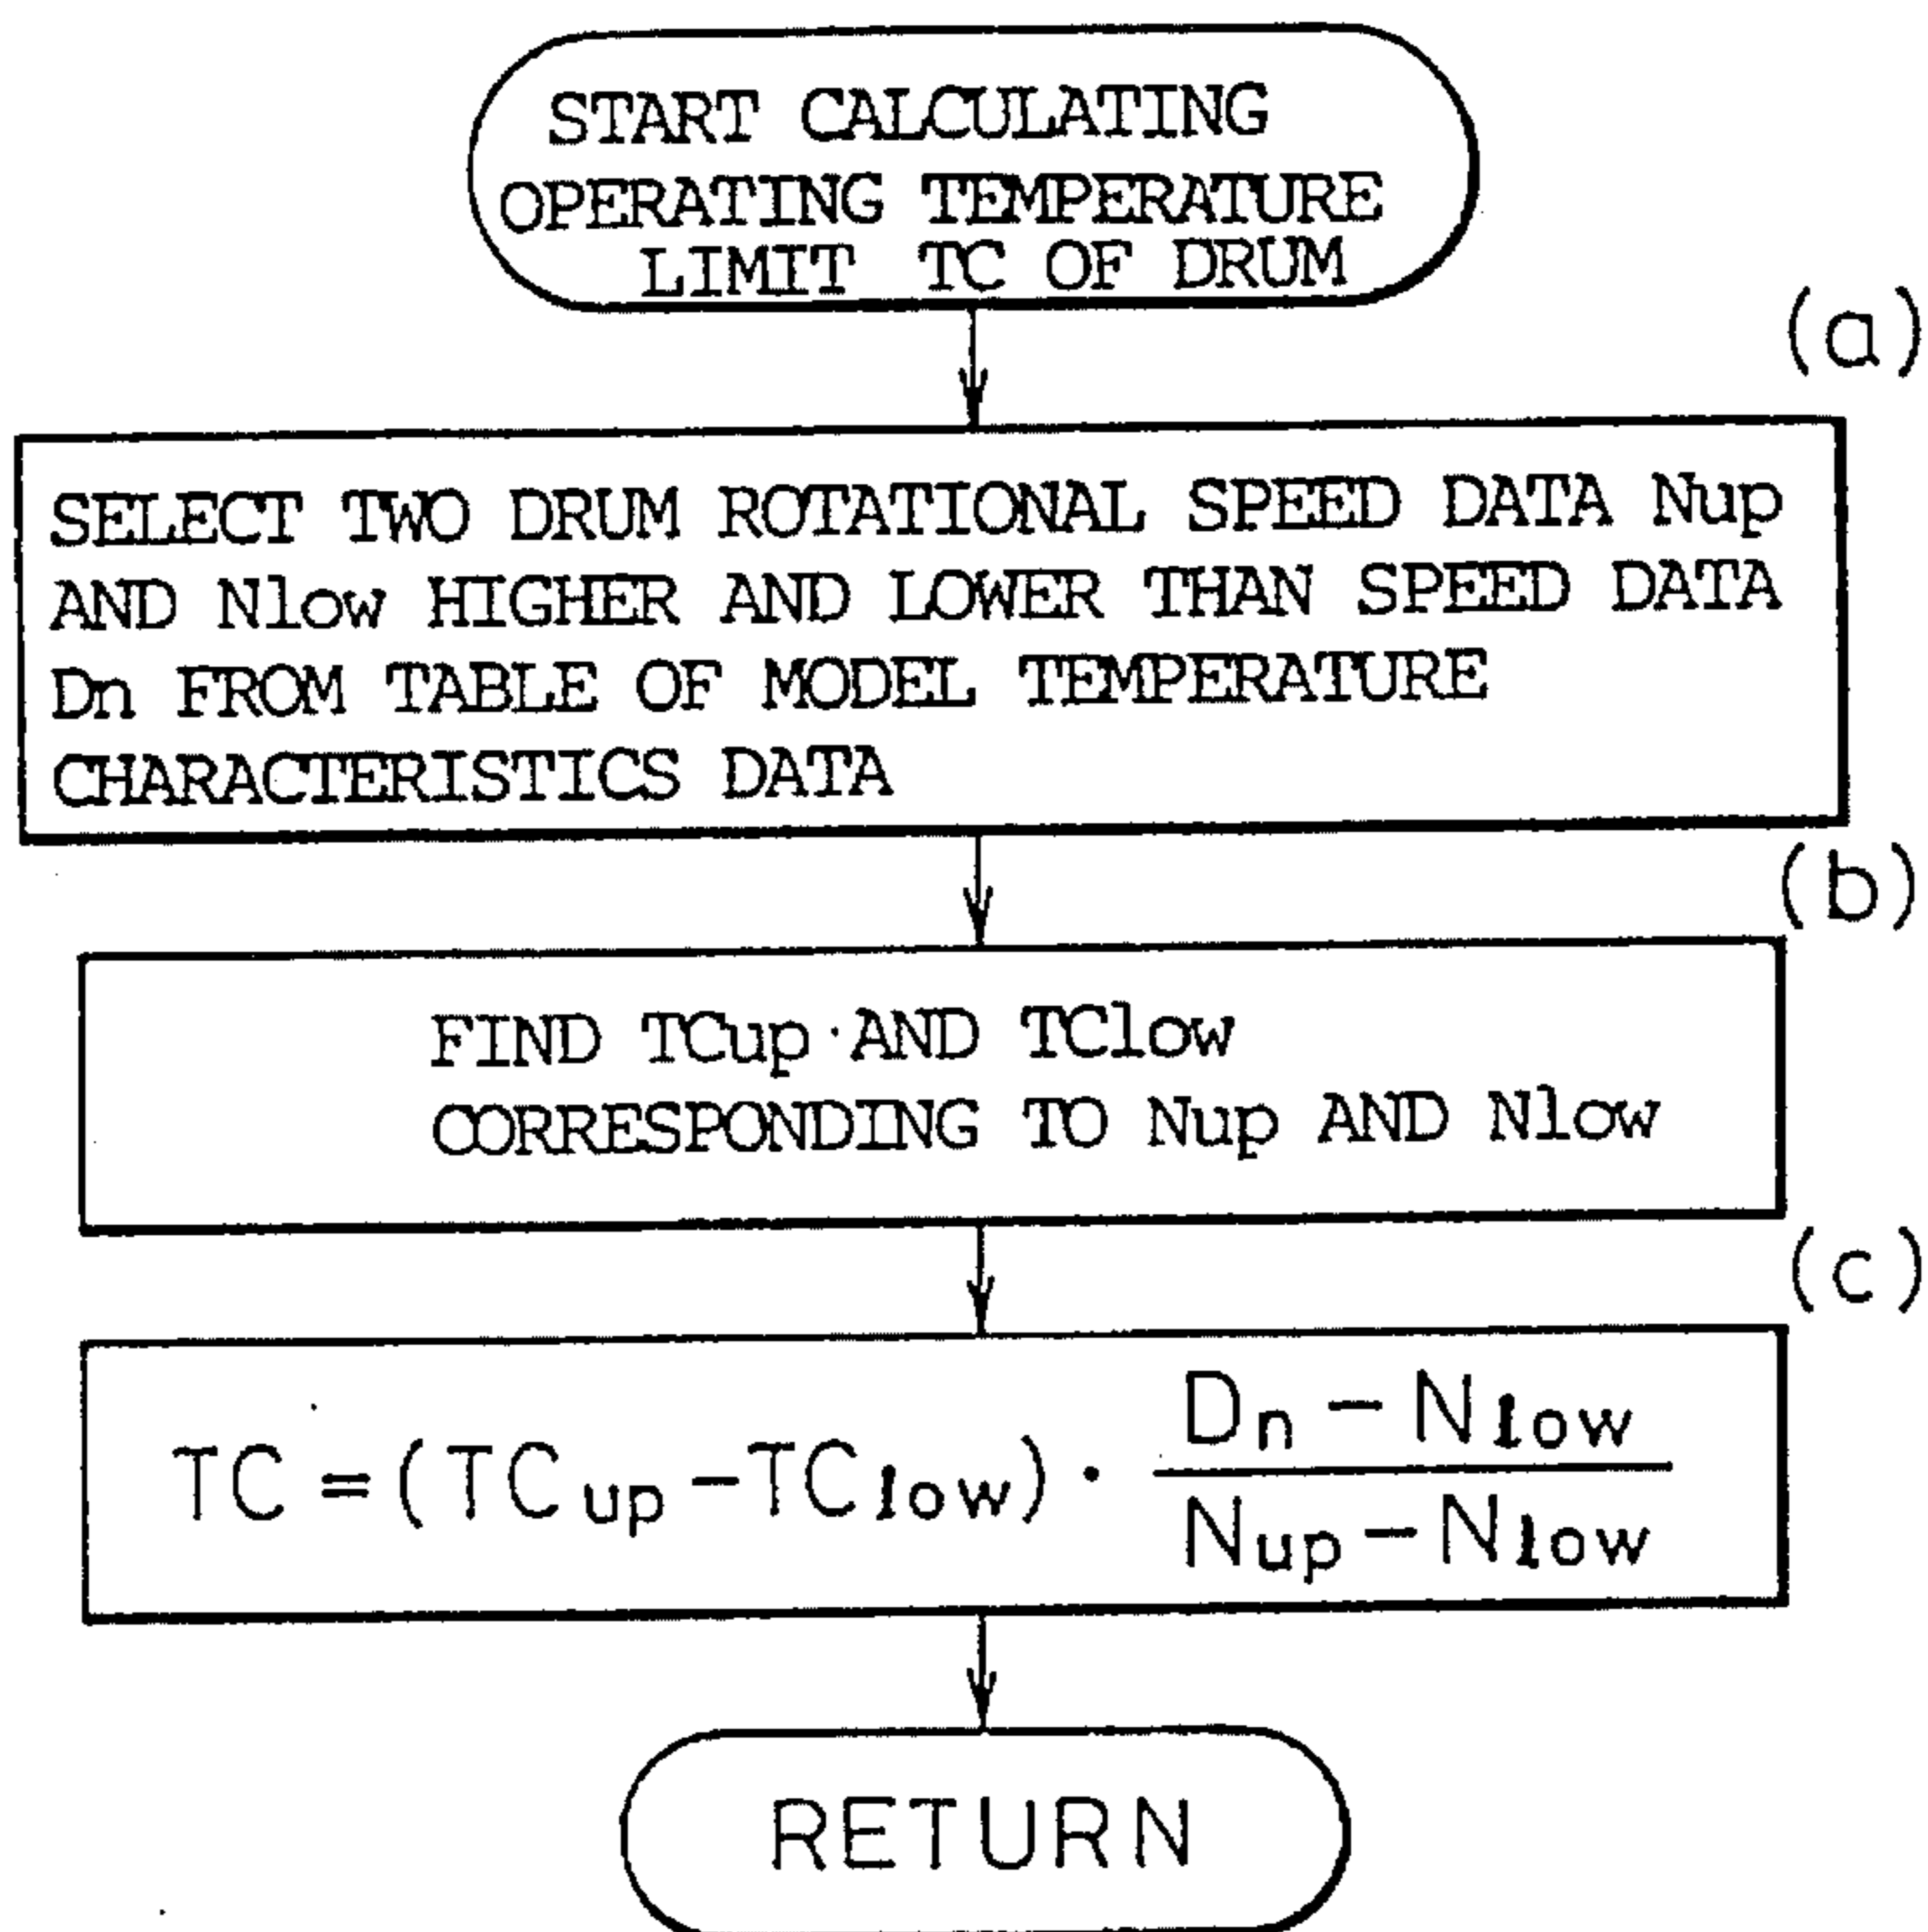 START CALCULATING
OPERATING TEMPERATURE
LIMIT TC OF DRUM
(a)
SELECT TWO DRUM ROTATIONAL SPEED DATA Nup
AND Nlow HIGHER AND LOWER THAN SPEED DATA
Dn FROM TABLE OF MODEL TEMPERATURE
CHARACTERISTICS DATA
(b)
FIND TCup AND TClow
CORRESPONDING TO Nup AND Nlow
(c)
TC = (TCup - TClow) · (Dn - Nlow) / (Nup - Nlow)
RETURN